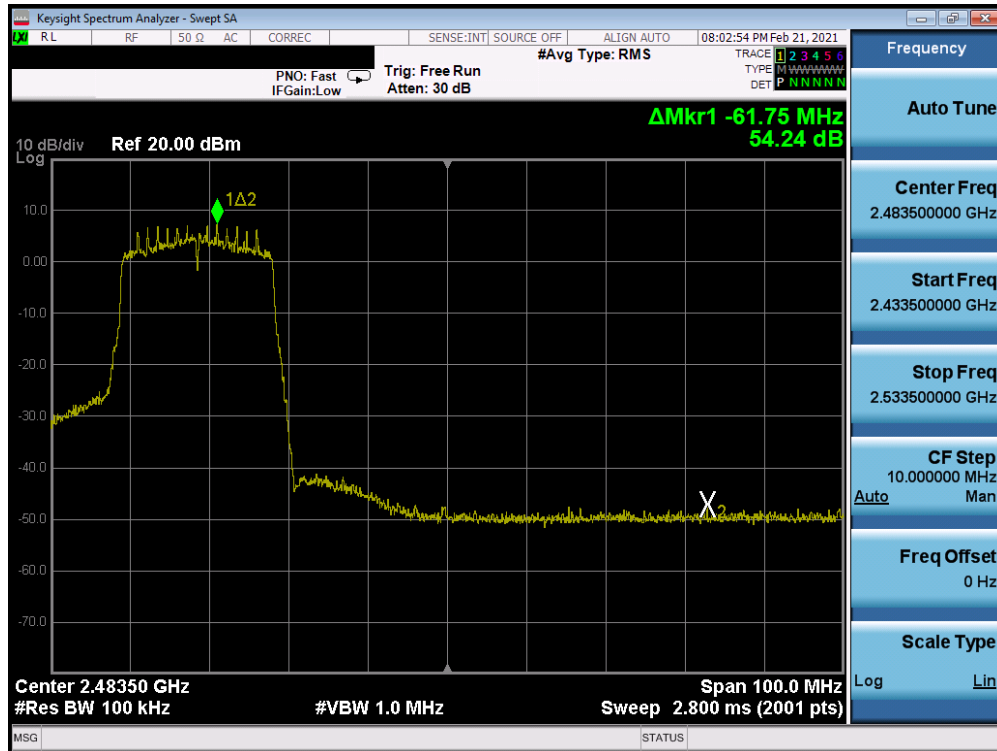 Keysight Spectrum Analyzer - Swept SA
LXI RL RF 50 Ω AC CORREC SENSE:INT SOURCE OFF ALIGN AUTO 08:02:54 PM Feb 21, 2021
#Avg Type: RMS
TRACE 1 2 3 4 5 6
PNO: Fast Trig: Free Run
TYPE M W W W W W
IFGain:Low Atten: 30 dB
DET P N N N N N
ΔMkr1 -61.75 MHz
54.24 dB
10 dB/div Ref 20.00 dBm
Log
1Δ2
10.0
0.00
-10.0
-20.0
-30.0
-40.0
-50.0
X2
-60.0
-70.0
Center 2.48350 GHz Span 100.0 MHz
#Res BW 100 kHz #VBW 1.0 MHz Sweep 2.800 ms (2001 pts)
MSG STATUS
Frequency
Auto Tune
Center Freq
2.483500000 GHz
Start Freq
2.433500000 GHz
Stop Freq
2.533500000 GHz
CF Step
10.000000 MHz
Auto Man
Freq Offset
0 Hz
Scale Type
Log Lin